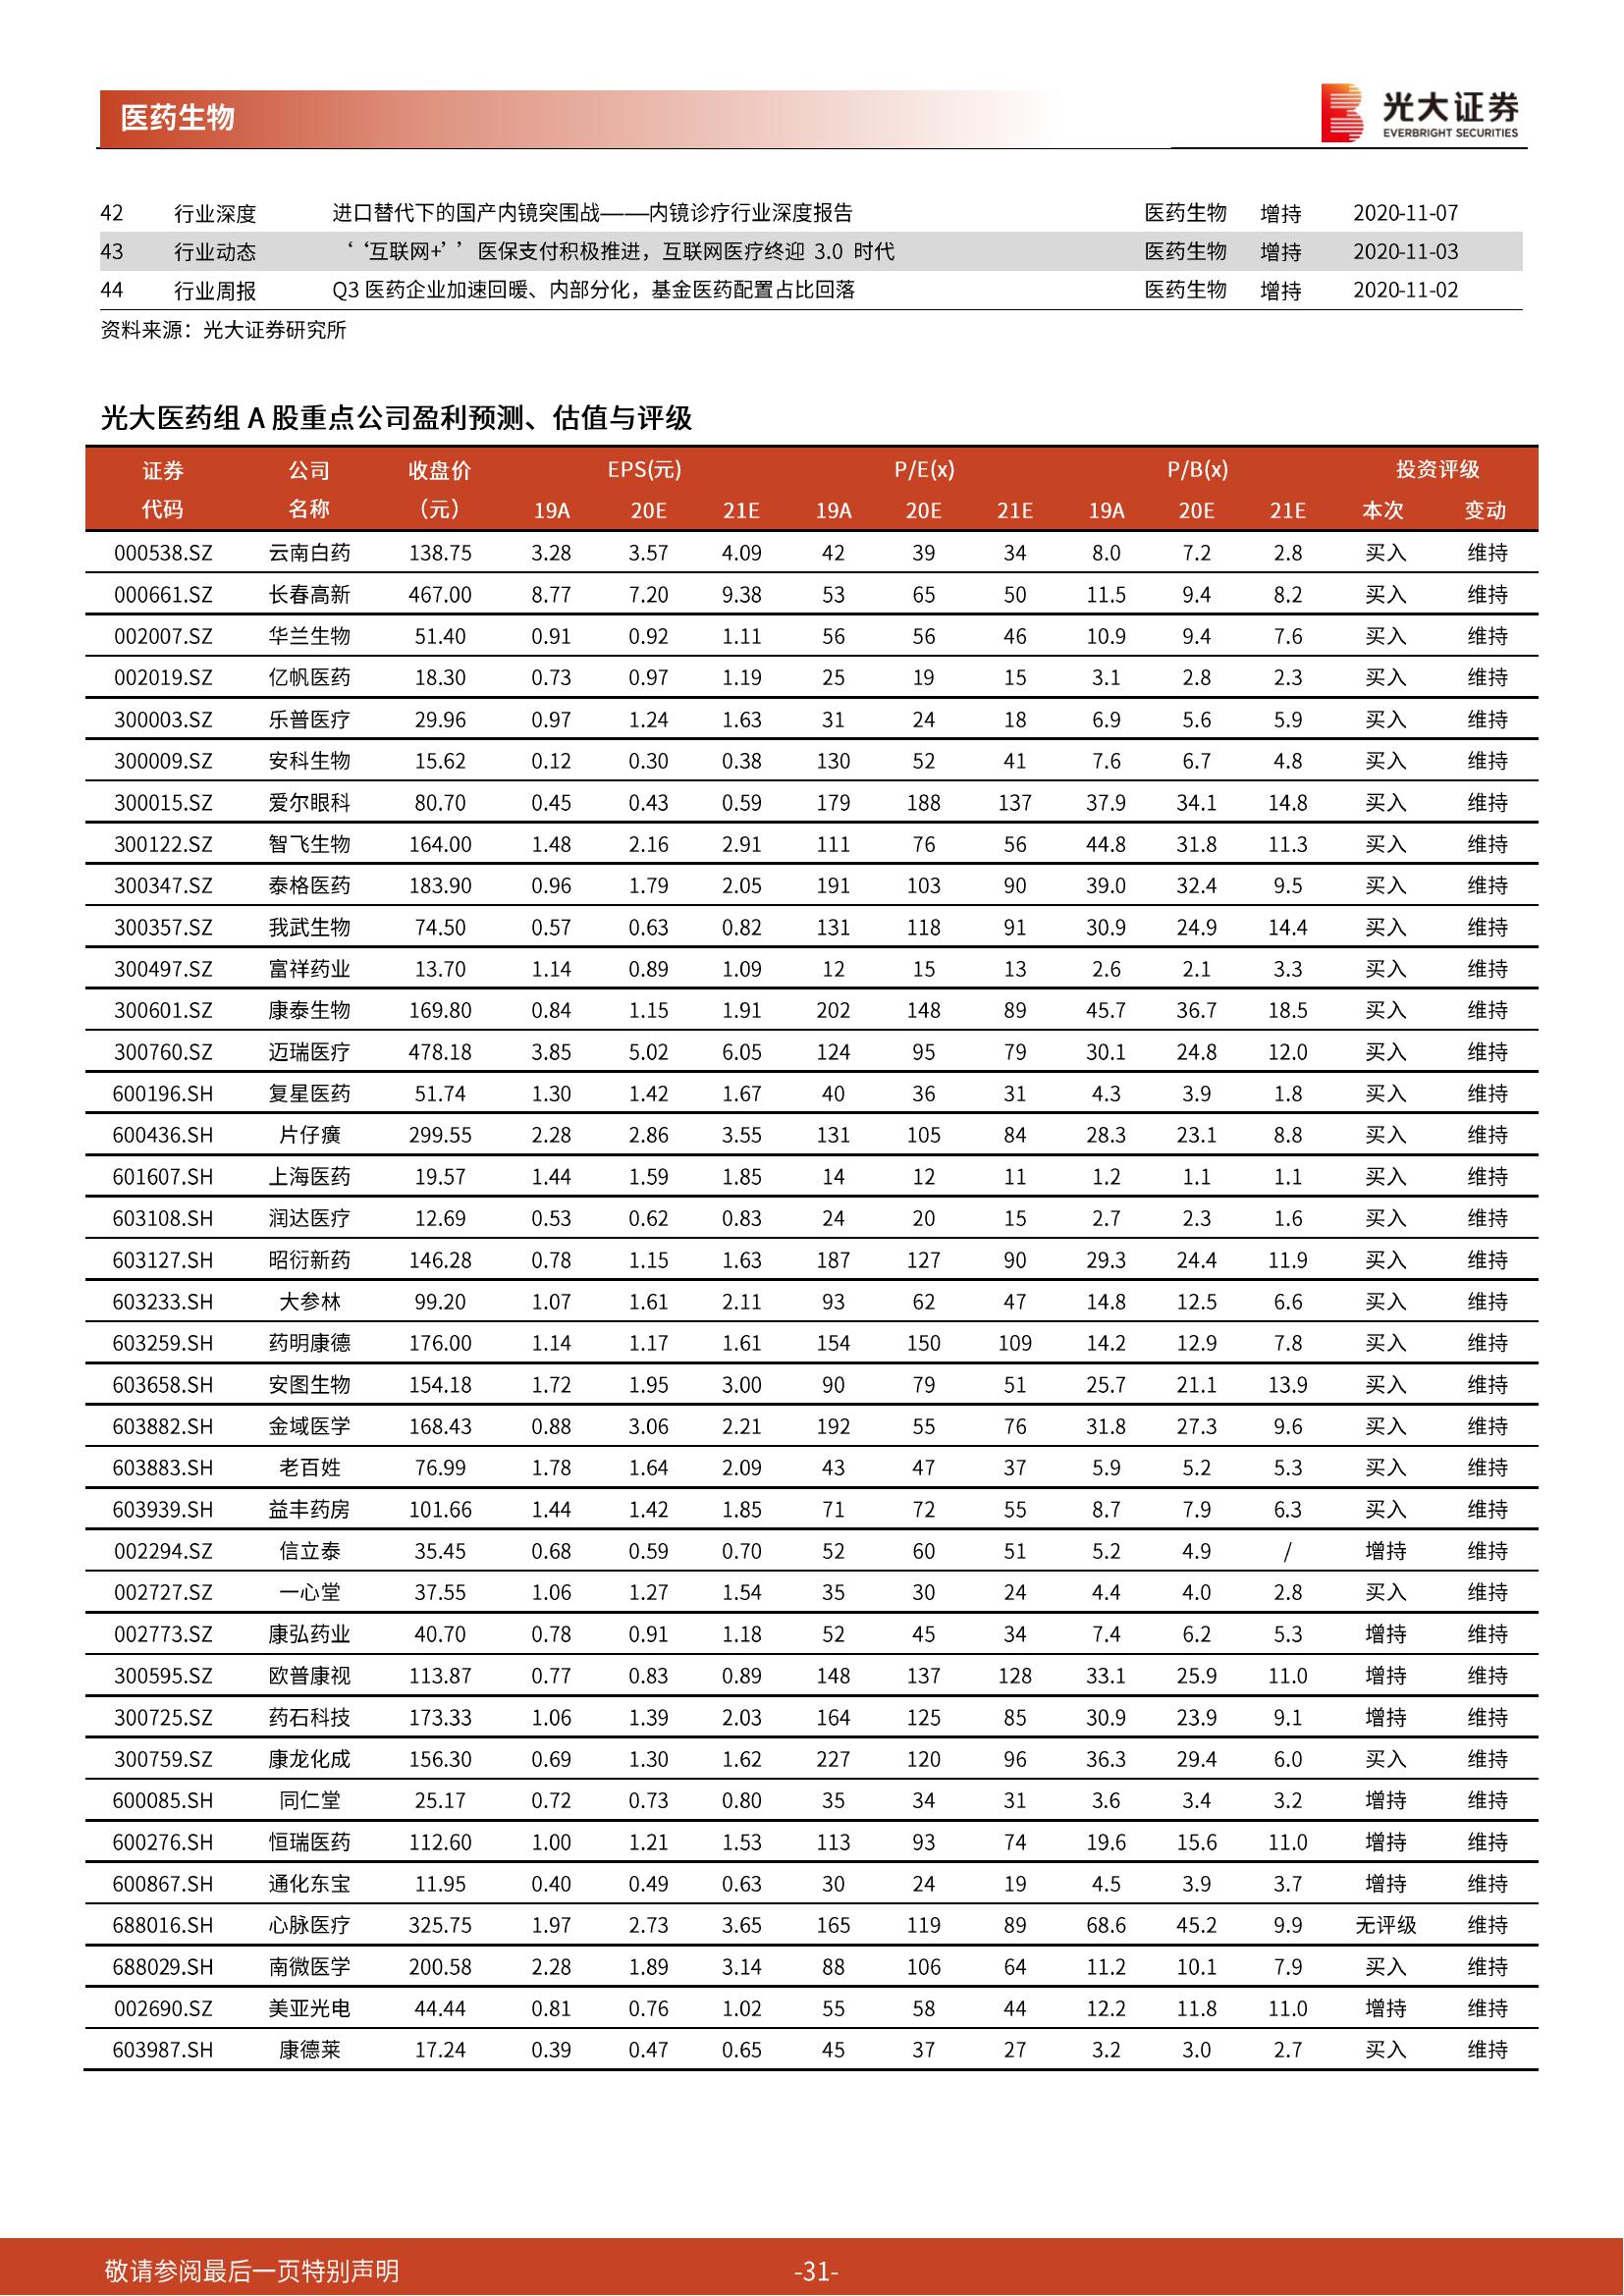 医药生物
光大证券
EVERBRIGHT SECURITIES
42 行业深度 进口替代下的国产内镜突围战——内镜诊疗行业深度报告 医药生物 增持 2020-11-07
43 行业动态 ‘‘互联网+’’医保支付积极推进，互联网医疗终迎 3.0 时代 医药生物 增持 2020-11-03
44 行业周报 Q3 医药企业加速回暖、内部分化，基金医药配置占比回落 医药生物 增持 2020-11-02
资料来源：光大证券研究所
光大医药组 A 股重点公司盈利预测、估值与评级
证券 公司 收盘价 EPS(元) P/E(x) P/B(x) 投资评级
代码 名称 （元） 19A 20E 21E 19A 20E 21E 19A 20E 21E 本次 变动
000538.SZ 云南白药 138.75 3.28 3.57 4.09 42 39 34 8.0 7.2 2.8 买入 维持
000661.SZ 长春高新 467.00 8.77 7.20 9.38 53 65 50 11.5 9.4 8.2 买入 维持
002007.SZ 华兰生物 51.40 0.91 0.92 1.11 56 56 46 10.9 9.4 7.6 买入 维持
002019.SZ 亿帆医药 18.30 0.73 0.97 1.19 25 19 15 3.1 2.8 2.3 买入 维持
300003.SZ 乐普医疗 29.96 0.97 1.24 1.63 31 24 18 6.9 5.6 5.9 买入 维持
300009.SZ 安科生物 15.62 0.12 0.30 0.38 130 52 41 7.6 6.7 4.8 买入 维持
300015.SZ 爱尔眼科 80.70 0.45 0.43 0.59 179 188 137 37.9 34.1 14.8 买入 维持
300122.SZ 智飞生物 164.00 1.48 2.16 2.91 111 76 56 44.8 31.8 11.3 买入 维持
300347.SZ 泰格医药 183.90 0.96 1.79 2.05 191 103 90 39.0 32.4 9.5 买入 维持
300357.SZ 我武生物 74.50 0.57 0.63 0.82 131 118 91 30.9 24.9 14.4 买入 维持
300497.SZ 富祥药业 13.70 1.14 0.89 1.09 12 15 13 2.6 2.1 3.3 买入 维持
300601.SZ 康泰生物 169.80 0.84 1.15 1.91 202 148 89 45.7 36.7 18.5 买入 维持
300760.SZ 迈瑞医疗 478.18 3.85 5.02 6.05 124 95 79 30.1 24.8 12.0 买入 维持
600196.SH 复星医药 51.74 1.30 1.42 1.67 40 36 31 4.3 3.9 1.8 买入 维持
600436.SH 片仔癀 299.55 2.28 2.86 3.55 131 105 84 28.3 23.1 8.8 买入 维持
601607.SH 上海医药 19.57 1.44 1.59 1.85 14 12 11 1.2 1.1 1.1 买入 维持
603108.SH 润达医疗 12.69 0.53 0.62 0.83 24 20 15 2.7 2.3 1.6 买入 维持
603127.SH 昭衍新药 146.28 0.78 1.15 1.63 187 127 90 29.3 24.4 11.9 买入 维持
603233.SH 大参林 99.20 1.07 1.61 2.11 93 62 47 14.8 12.5 6.6 买入 维持
603259.SH 药明康德 176.00 1.14 1.17 1.61 154 150 109 14.2 12.9 7.8 买入 维持
603658.SH 安图生物 154.18 1.72 1.95 3.00 90 79 51 25.7 21.1 13.9 买入 维持
603882.SH 金域医学 168.43 0.88 3.06 2.21 192 55 76 31.8 27.3 9.6 买入 维持
603883.SH 老百姓 76.99 1.78 1.64 2.09 43 47 37 5.9 5.2 5.3 买入 维持
603939.SH 益丰药房 101.66 1.44 1.42 1.85 71 72 55 8.7 7.9 6.3 买入 维持
002294.SZ 信立泰 35.45 0.68 0.59 0.70 52 60 51 5.2 4.9 / 增持 维持
002727.SZ 一心堂 37.55 1.06 1.27 1.54 35 30 24 4.4 4.0 2.8 买入 维持
002773.SZ 康弘药业 40.70 0.78 0.91 1.18 52 45 34 7.4 6.2 5.3 增持 维持
300595.SZ 欧普康视 113.87 0.77 0.83 0.89 148 137 128 33.1 25.9 11.0 增持 维持
300725.SZ 药石科技 173.33 1.06 1.39 2.03 164 125 85 30.9 23.9 9.1 增持 维持
300759.SZ 康龙化成 156.30 0.69 1.30 1.62 227 120 96 36.3 29.4 6.0 买入 维持
600085.SH 同仁堂 25.17 0.72 0.73 0.80 35 34 31 3.6 3.4 3.2 增持 维持
600276.SH 恒瑞医药 112.60 1.00 1.21 1.53 113 93 74 19.6 15.6 11.0 增持 维持
600867.SH 通化东宝 11.95 0.40 0.49 0.63 30 24 19 4.5 3.9 3.7 增持 维持
688016.SH 心脉医疗 325.75 1.97 2.73 3.65 165 119 89 68.6 45.2 9.9 无评级 维持
688029.SH 南微医学 200.58 2.28 1.89 3.14 88 106 64 11.2 10.1 7.9 买入 维持
002690.SZ 美亚光电 44.44 0.81 0.76 1.02 55 58 44 12.2 11.8 11.0 增持 维持
603987.SH 康德莱 17.24 0.39 0.47 0.65 45 37 27 3.2 3.0 2.7 买入 维持
敬请参阅最后一页特别声明 -31-